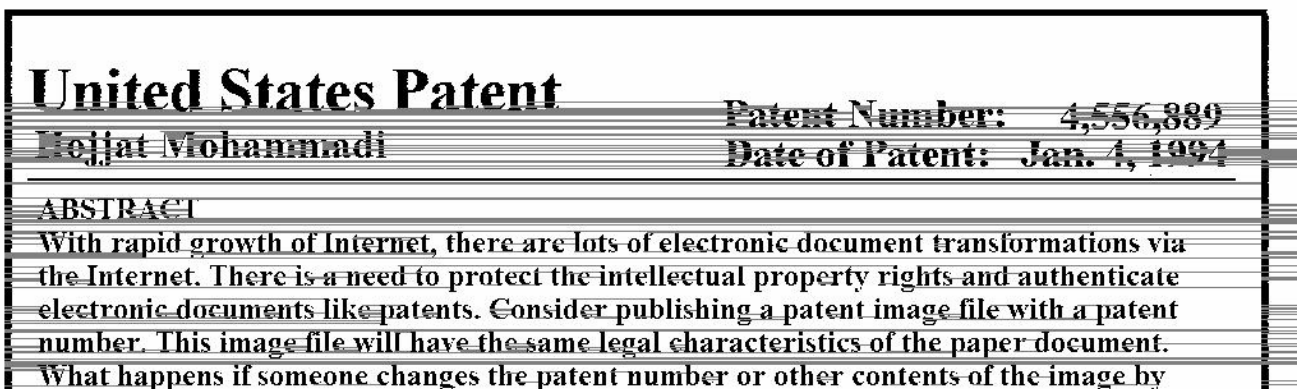 United States Patent
Patent Number: 4,556,889
Hojjat Mohammadi
Date of Patent: Jan. 4, 1994
ABSTRACT
With rapid growth of Internet, there are lots of electronic document transformations via
the Internet. There is a need to protect the intellectual property rights and authenticate
electronic documents like patents. Consider publishing a patent image file with a patent
number. This image file will have the same legal characteristics of the paper document.
What happens if someone changes the patent number or other contents of the image by